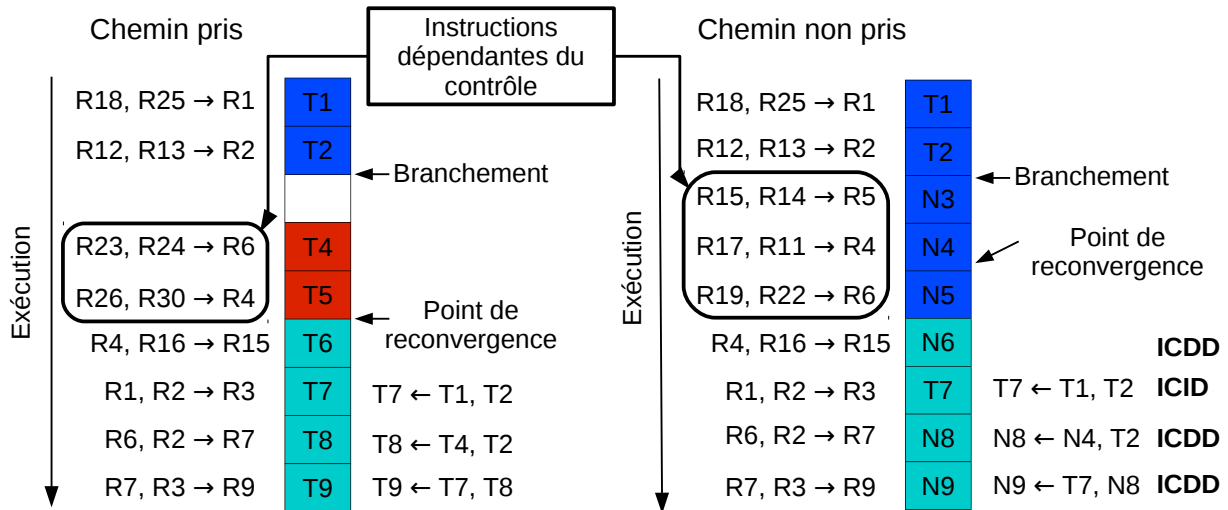 Chemin pris
Instructions
dépendantes du
contrôle
Chemin non pris
Exécution
R18, R25 → R1
T1
R12, R13 → R2
T2
Branchement
R23, R24 → R6
T4
R26, R30 → R4
T5
Point de
reconvergence
R4, R16 → R15
T6
R1, R2 → R3
T7
T7 ← T1, T2
R6, R2 → R7
T8
T8 ← T4, T2
R7, R3 → R9
T9
T9 ← T7, T8
Exécution
R18, R25 → R1
T1
R12, R13 → R2
T2
Branchement
R15, R14 → R5
N3
R17, R11 → R4
N4
Point de
reconvergence
R19, R22 → R6
N5
R4, R16 → R15
N6
ICDD
R1, R2 → R3
T7
T7 ← T1, T2
ICID
R6, R2 → R7
N8
N8 ← N4, T2
ICDD
R7, R3 → R9
N9
N9 ← T7, N8
ICDD